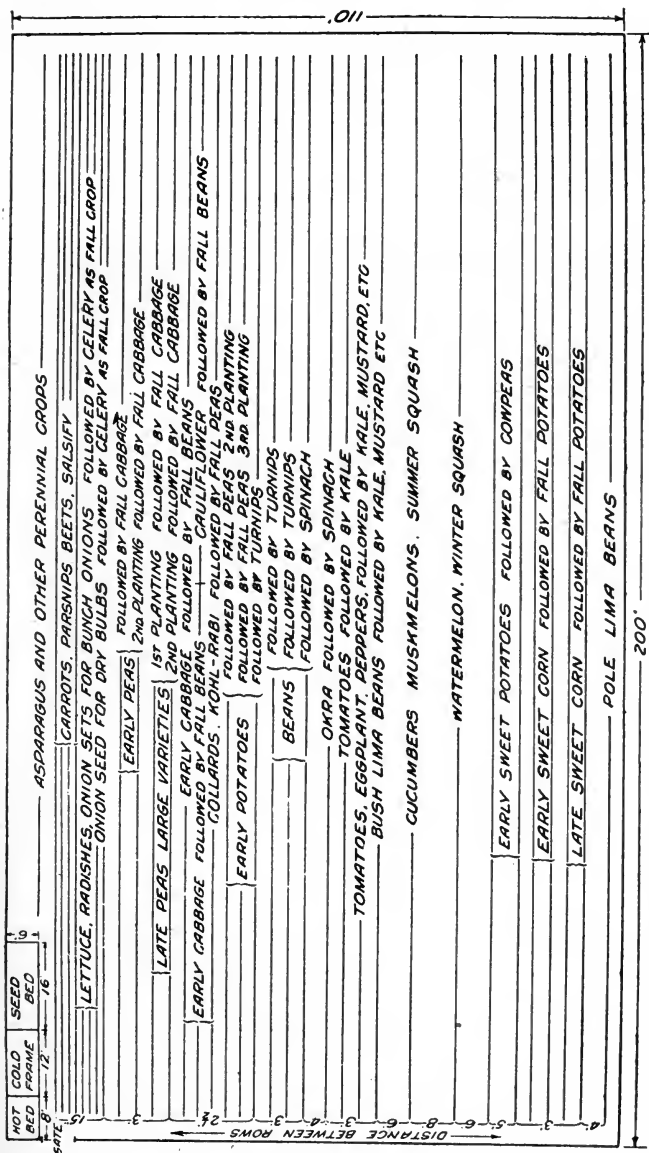 HOT BED
COLD FRAME
SEED BED
8'
12'
16'
6'
110'
GATE
ASPARAGUS AND OTHER PERENNIAL CROPS
CARROTS, PARSNIPS BEETS, SALSIFY
LETTUCE, RADISHES, ONION SETS FOR BUNCH ONIONS FOLLOWED BY CELERY AS FALL CROP
ONION SEED FOR DRY BULBS FOLLOWED BY CELERY AS FALL CROP
EARLY PEAS
FOLLOWED BY FALL CABBAGE
2ND PLANTING FOLLOWED BY FALL CABBAGE
LATE PEAS LARGE VARIETIES
1ST PLANTING FOLLOWED BY FALL CABBAGE
2ND PLANTING FOLLOWED BY FALL CABBAGE
EARLY CABBAGE FOLLOWED BY FALL BEANS
EARLY CABBAGE FOLLOWED BY FALL BEANS CAULIFLOWER FOLLOWED BY FALL BEANS
COLLARDS, KOHL-RABI FOLLOWED BY FALL PEAS
EARLY POTATOES
FOLLOWED BY FALL PEAS 2ND PLANTING
FOLLOWED BY FALL PEAS 3RD PLANTING
FOLLOWED BY TURNIPS
BEANS
FOLLOWED BY TURNIPS
FOLLOWED BY TURNIPS
FOLLOWED BY SPINACH
OKRA FOLLOWED BY SPINACH
TOMATOES FOLLOWED BY KALE
TOMATOES, EGGPLANT, PEPPERS, FOLLOWED BY KALE, MUSTARD, ETC
BUSH LIMA BEANS FOLLOWED BY KALE, MUSTARD ETC
CUCUMBERS MUSKMELONS, SUMMER SQUASH
WATERMELON, WINTER SQUASH
EARLY SWEET POTATOES FOLLOWED BY COWPEAS
EARLY SWEET CORN FOLLOWED BY FALL POTATOES
LATE SWEET CORN FOLLOWED BY FALL POTATOES
POLE LIMA BEANS
15"
3'
2½'
3'
4'
3'
6'
8'
6'
5'
3'
4'
DISTANCE BETWEEN ROWS
200'